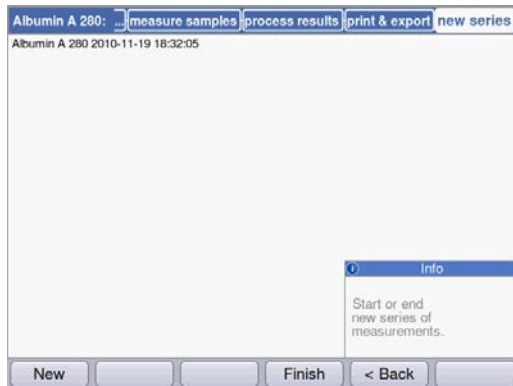 Albumin A 280: ... measure samples process results print & export new series
Albumin A 280 2010-11-19 18:32:05
i Info
Start or end
new series of
measurements.
New Finish < Back